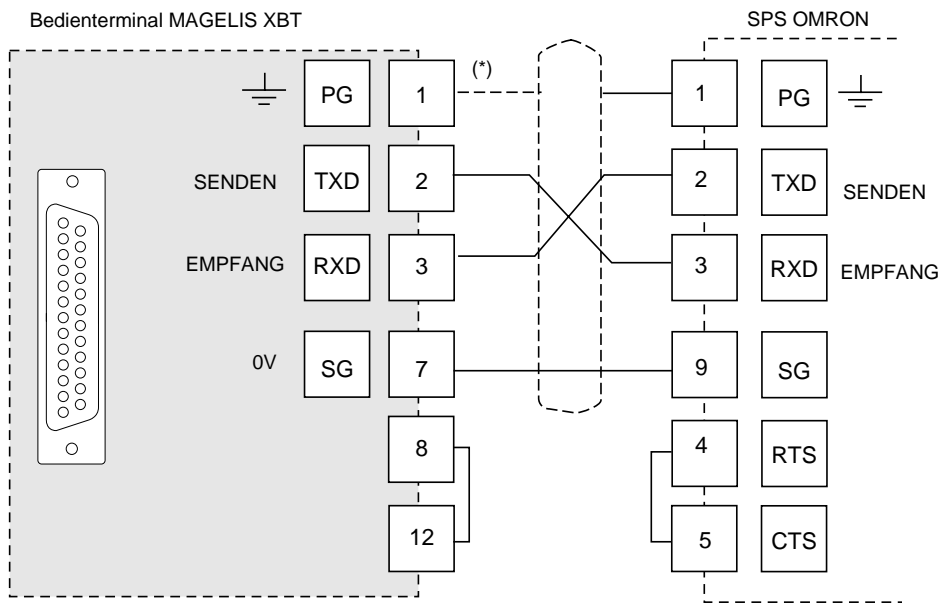 Bedienterminal MAGELIS XBT
SPS OMRON
PG 1 (*) 1 PG
SENDEN TXD 2 2 TXD SENDEN
EMPFANG RXD 3 3 RXD EMPFANG
0V SG 7 9 SG
8 4 RTS
12 5 CTS